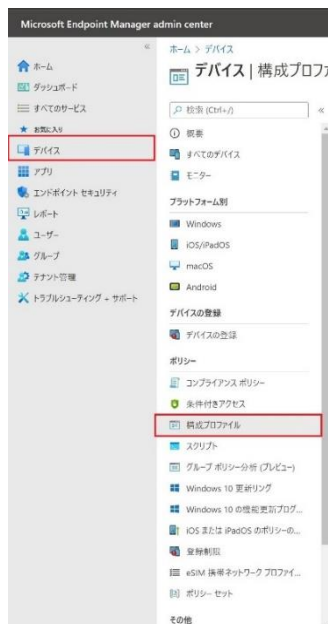 Microsoft Endpoint Manager admin center
ホーム
ダッシュボード
すべてのサービス
お気に入り
デバイス
アプリ
エンドポイント セキュリティ
レポート
ユーザー
グループ
テナント管理
トラブルシューティング + サポート
ホーム > デバイス
デバイス | 構成プロファ
検索 (Ctrl+/)
概要
すべてのデバイス
モニター
プラットフォーム別
Windows
iOS/iPadOS
macOS
Android
デバイスの登録
デバイスの登録
ポリシー
コンプライアンス ポリシー
条件付きアクセス
構成プロファイル
スクリプト
グループ ポリシー分析 (プレビュー)
Windows 10 更新リング
Windows 10 の機能更新プログ...
iOS または iPadOS のポリシーの...
登録制限
eSIM 携帯ネットワーク プロファイ...
ポリシー セット
その他